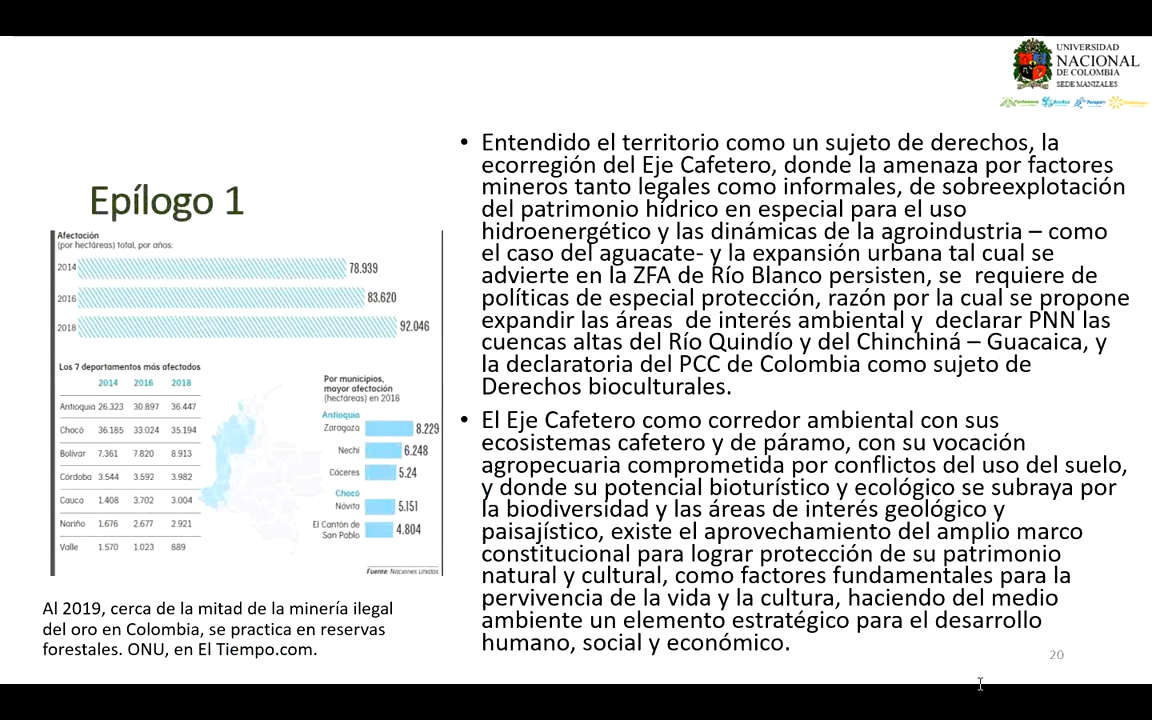 UNIVERSIDAD
NACIONAL
DE COLOMBIA
SEDE MANIZALES
Epílogo 1
Afectación
(por hectáreas) total, por años:
2014 78.939
2016 83.620
2018 92.046
Los 7 departamentos más afectados
2014 2016 2018
Antioquia 26.323 30.897 36.447
Chocó 36.185 33.024 35.194
Bolívar 7.361 7.820 8.913
Córdoba 3.544 3.592 3.982
Cauca 1.408 3.702 3.004
Nariño 1.676 2.677 2.921
Valle 1.570 1.023 889
Por municipios,
mayor afectación
(hectáreas) en 2016
Antioquia
Zaragoza 8.229
Nechí 6.248
Cáceres 5.24
Chocó
Nóvita 5.151
El Cantón de
San Pablo 4.804
Fuente: Naciones Unidas
Al 2019, cerca de la mitad de la minería ilegal
del oro en Colombia, se practica en reservas
forestales. ONU, en El Tiempo.com.
• Entendido el territorio como un sujeto de derechos, la
ecorregión del Eje Cafetero, donde la amenaza por factores
mineros tanto legales como informales, de sobreexplotación
del patrimonio hídrico en especial para el uso
hidroenergético y las dinámicas de la agroindustria – como
el caso del aguacate- y la expansión urbana tal cual se
advierte en la ZFA de Río Blanco persisten, se requiere de
políticas de especial protección, razón por la cual se propone
expandir las áreas de interés ambiental y declarar PNN las
cuencas altas del Río Quindío y del Chinchiná – Guacaica, y
la declaratoria del PCC de Colombia como sujeto de
Derechos bioculturales.
• El Eje Cafetero como corredor ambiental con sus
ecosistemas cafetero y de páramo, con su vocación
agropecuaria comprometida por conflictos del uso del suelo,
y donde su potencial bioturístico y ecológico se subraya por
la biodiversidad y las áreas de interés geológico y
paisajístico, existe el aprovechamiento del amplio marco
constitucional para lograr protección de su patrimonio
natural y cultural, como factores fundamentales para la
pervivencia de la vida y la cultura, haciendo del medio
ambiente un elemento estratégico para el desarrollo
humano, social y económico.
20